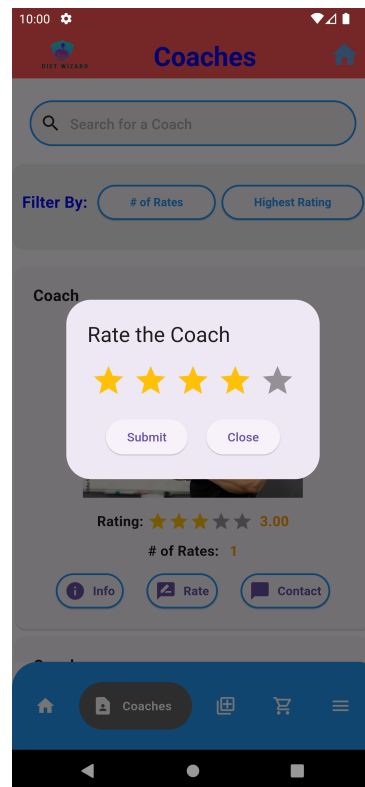 10:00
DIET WIZARD
Coaches
Search for a Coach
Filter By:
# of Rates
Highest Rating
Coach
Rate the Coach
Submit
Close
Rating:
3.00
# of Rates: 1
Info
Rate
Contact
Coaches